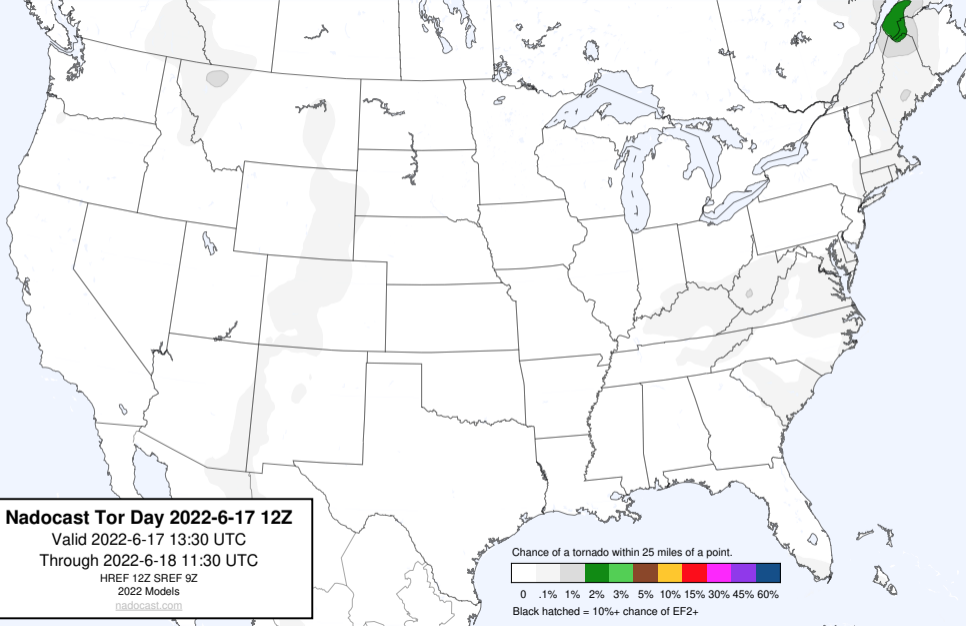 Nadocast Tor Day 2022-6-17 12Z
Valid 2022-6-17 13:30 UTC
Through 2022-6-18 11:30 UTC
HREF 12Z SREF 9Z
2022 Models
nadocast.com
Chance of a tornado within 25 miles of a point.
0 .1% 1% 2% 3% 5% 10% 15% 30% 45% 60%
Black hatched = 10%+ chance of EF2+